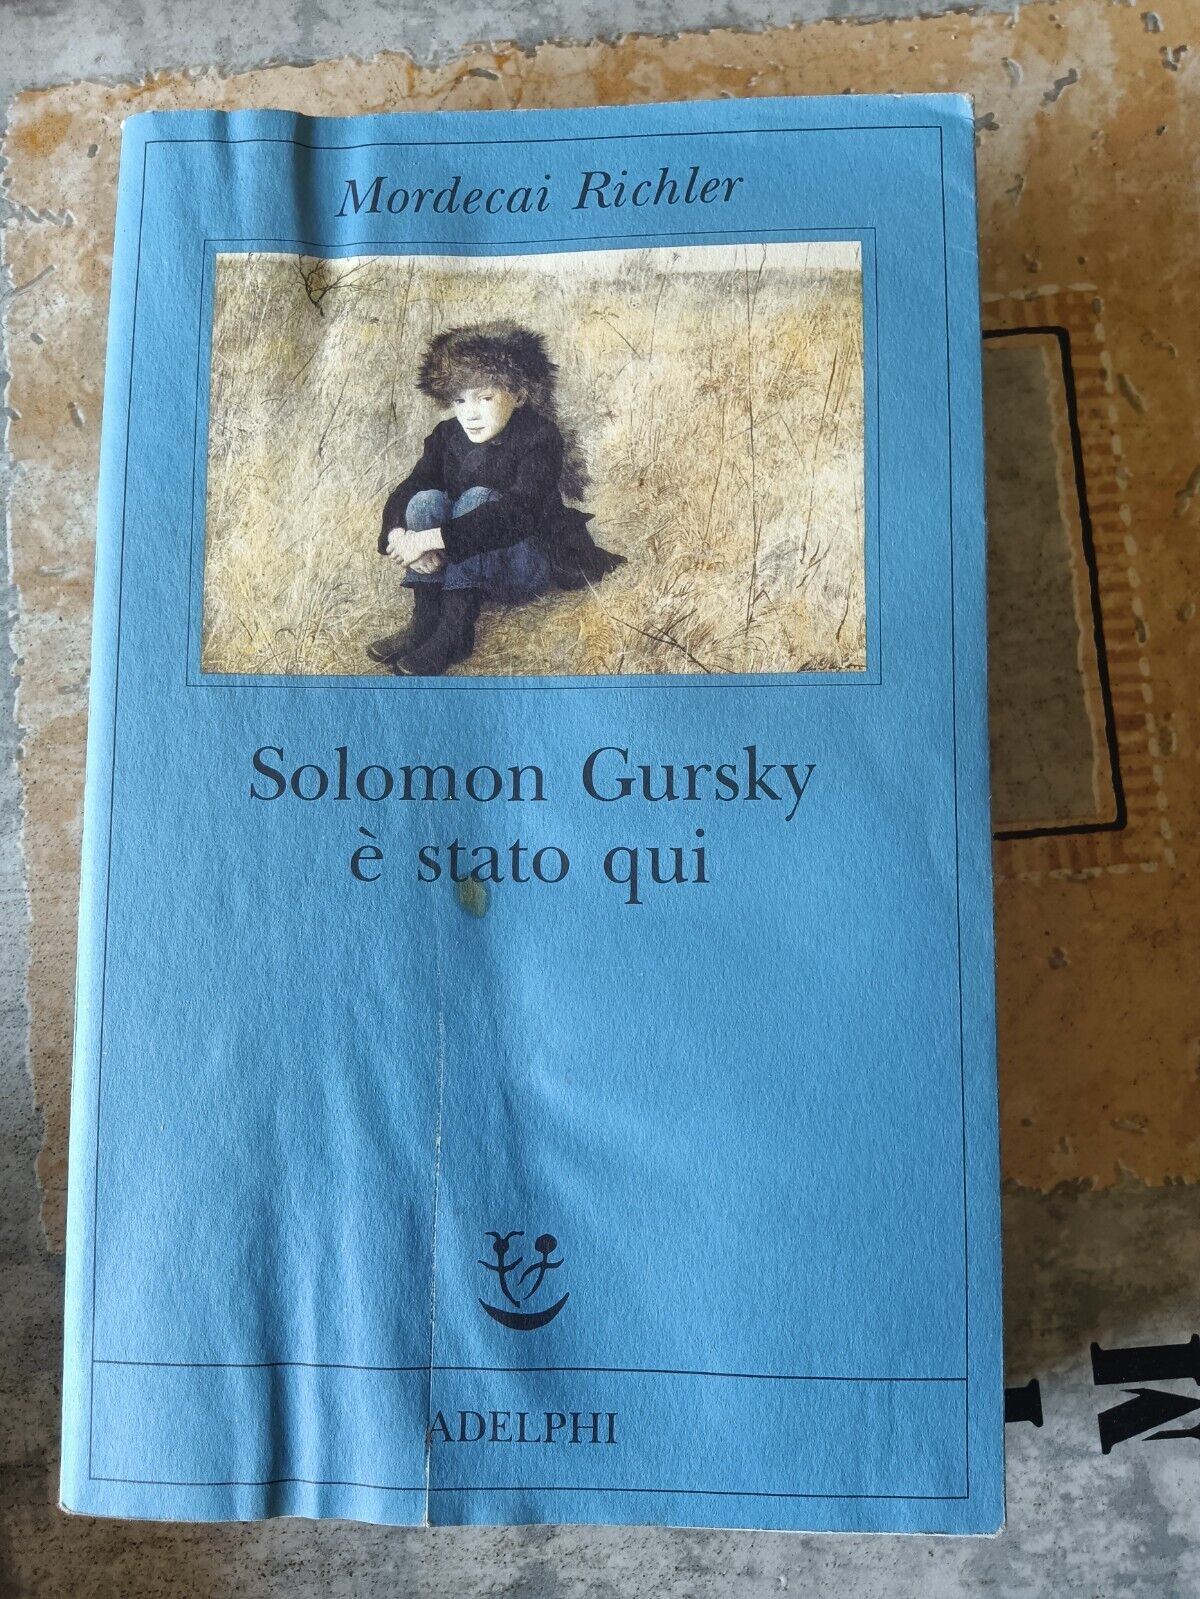 Mordecai Richler
Solomon Gursky
è stato qui
ADELPHI